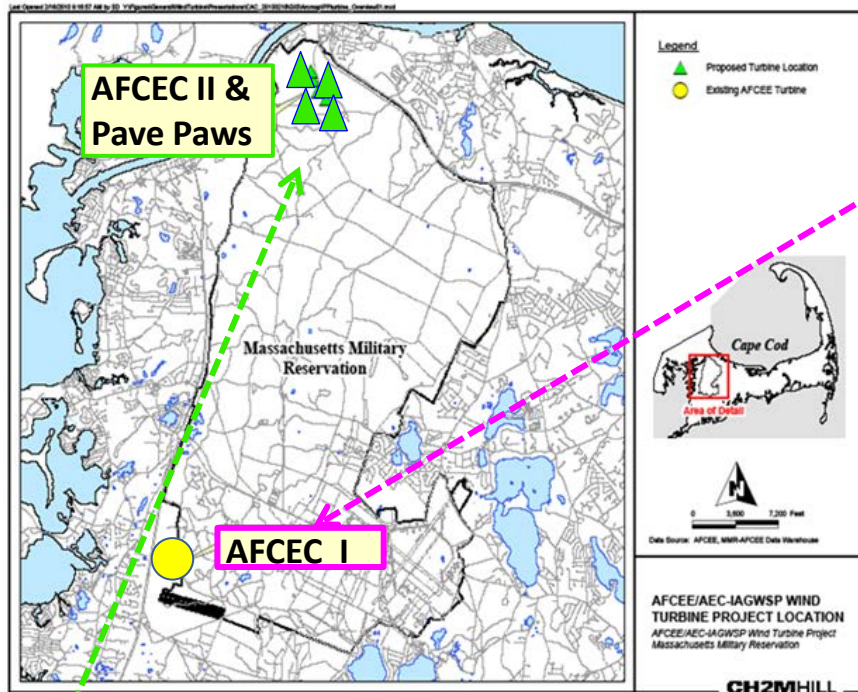 AFCEC II &
Pave Paws
Massachusetts Military
Reservation
AFCEC I
Legend
Proposed Turbine Location
Existing AFCEE Turbine
Cape Cod
Area of Detail
N
0 3,600 7,200 Feet
Data Source: AFCEE, MMR-AFCEE Data Warehouse
AFCEE/AEC-IAGWSP WIND
TURBINE PROJECT LOCATION
AFCEE/AEC-IAGWSP Wind Turbine Project
Massachusetts Military Reservation
CH2MHILL